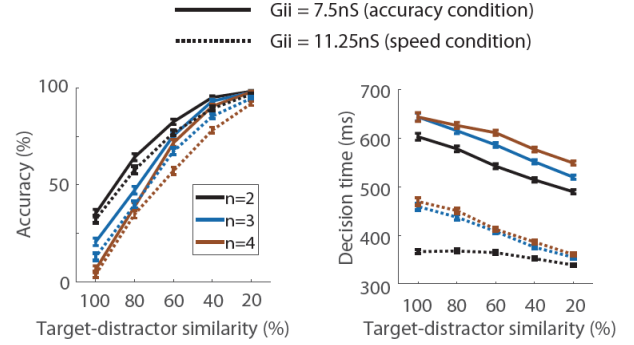 Gii = 7.5nS (accuracy condition)
Gii = 11.25nS (speed condition)
Accuracy (%)
100
50
0
n=2
n=3
n=4
100 80 60 40 20
Target-distractor similarity (%)
Decision time (ms)
700
600
500
400
300
100 80 60 40 20
Target-distractor similarity (%)